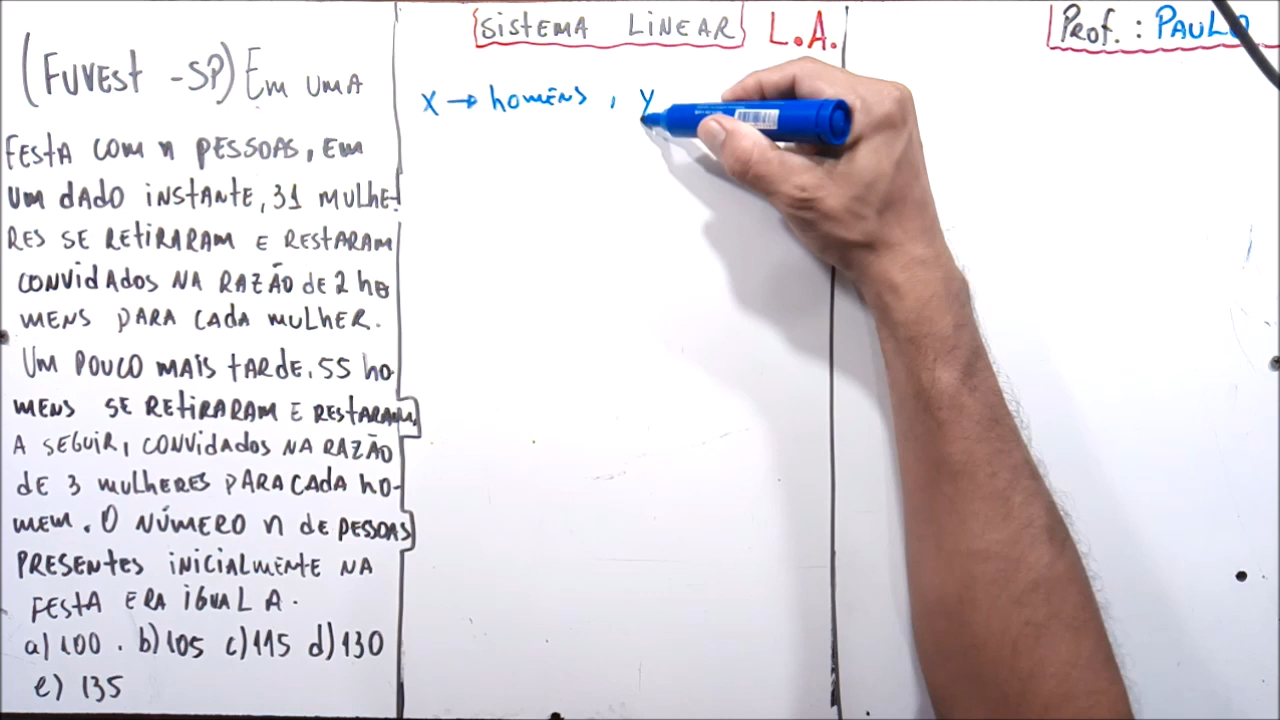 (FUVEST - SP) EM UMA
FESTA COM n PESSOAS, EM
UM DADO INSTANTE, 31 MULHE-
RES SE RETIRARAM E RESTARAM
CONVIDADOS NA RAZÃO DE 2 HO
MENS PARA CADA MULHER.
UM POUCO MAIS TARDE, 55 HO
MENS SE RETIRARAM E RESTARAM,
A SEGUIR, CONVIDADOS NA RAZÃO
DE 3 MULHERES PARA CADA HO-
MEM. O NÚMERO n DE PESSOAS
PRESENTES INICIALMENTE NA
FESTA ERA IGUAL A.
a) 100 . b) 105 c) 115 d) 130
e) 135
SISTEMA LINEAR L.A.
x → homens , y
Prof. : PAULO